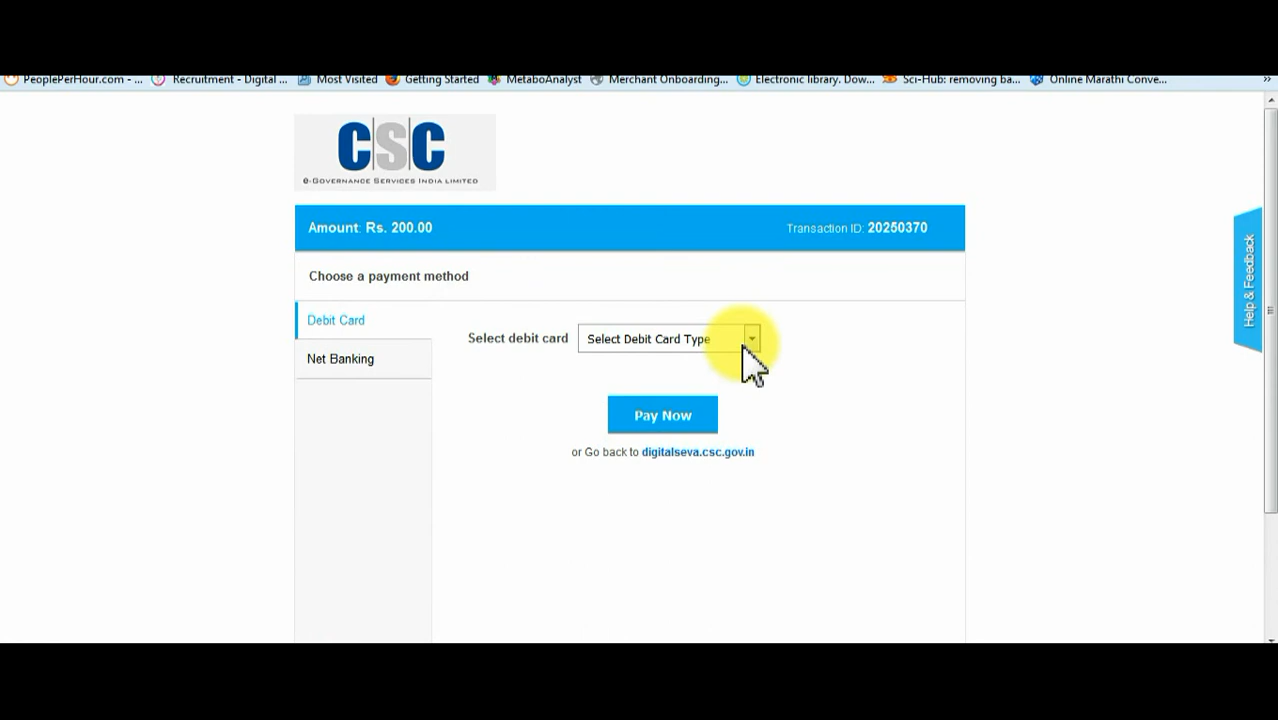 PeoplePerHour.com - ... Recruitment - Digital ... Most Visited Getting Started MetaboAnalyst Merchant Onboarding... Electronic library. Dow... Sci-Hub: removing ba... Online Marathi Conve... »
CSC
e-Governance Services India Limited
Amount: Rs. 200.00 Transaction ID: 20250370
Choose a payment method
Debit Card
Select debit card Select Debit Card Type
Net Banking
Pay Now
or Go back to digitalseva.csc.gov.in
Help & Feedback